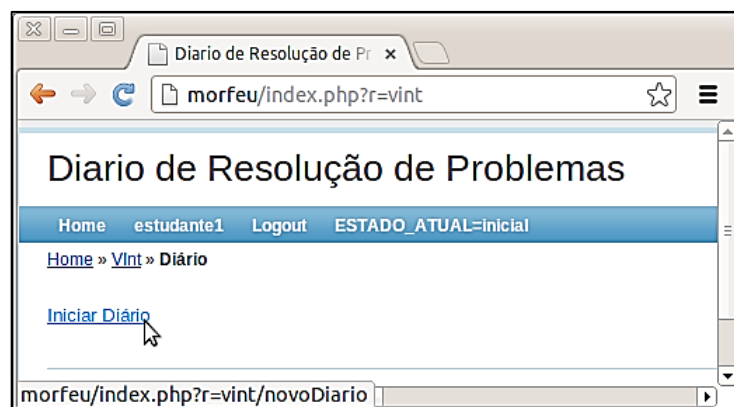 Diario de Resolução de Pr
morfeu/index.php?r=vint
Diario de Resolução de Problemas
Home estudante1 Logout ESTADO_ATUAL=inicial
Home » VInt » Diário
Iniciar Diário
morfeu/index.php?r=vint/novoDiario